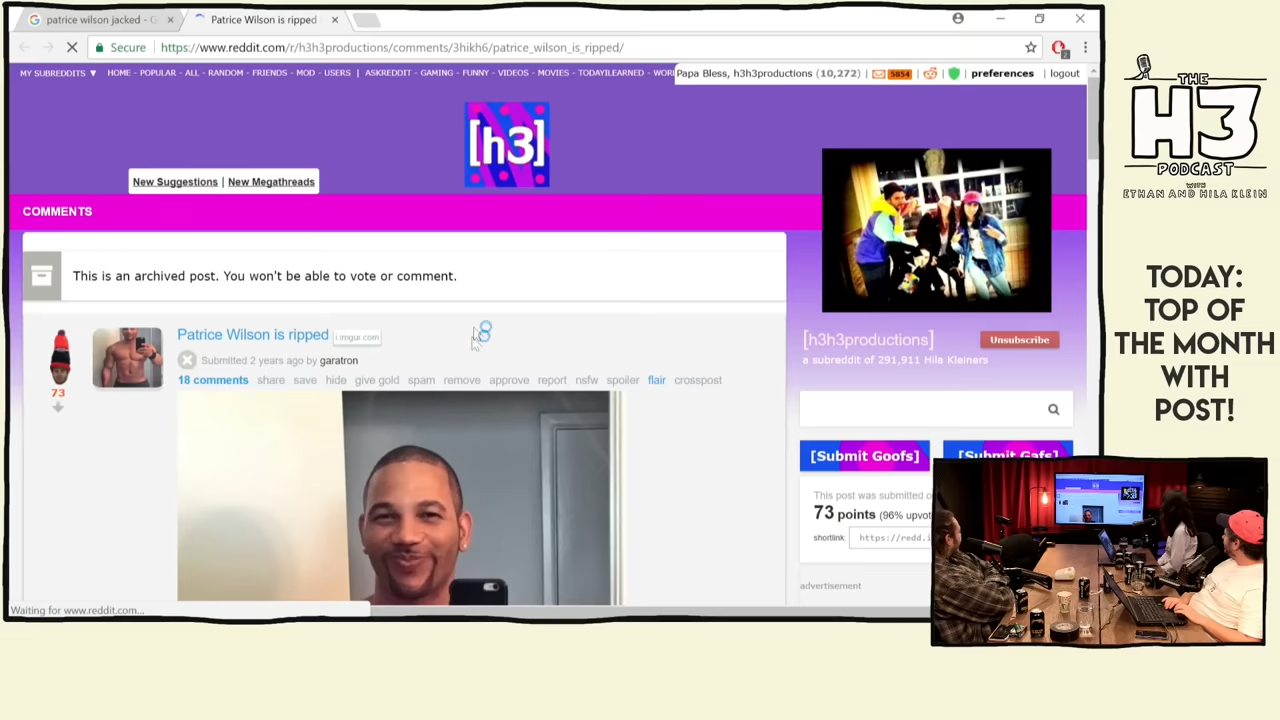 patrice wilson jacked - G
Patrice Wilson is ripped
Secure
https://www.reddit.com/r/h3h3productions/comments/3hikh6/patrice_wilson_is_ripped/
MY SUBREDDITS ▼ HOME - POPULAR - ALL - RANDOM - FRIENDS - MOD - USERS | ASKREDDIT - GAMING - FUNNY - VIDEOS - MOVIES - TODAYILEARNED - WORL
Papa Bless, h3h3productions (10,272) | 5854 | preferences | logout
[h3]
New Suggestions | New Megathreads
COMMENTS
This is an archived post. You won't be able to vote or comment.
Patrice Wilson is ripped i.imgur.com
Submitted 2 years ago by garatron
73
18 comments share save hide give gold spam remove approve report nsfw spoiler flair crosspost
[h3h3productions] Unsubscribe
a subreddit of 291,911 Hila Kleiners
[Submit Goofs] [Submit Gafs]
This post was submitted o
73 points (96% upvot
shortlink: https://redd.i
advertisement
Waiting for www.reddit.com...
THE
H3
PODCAST
WITH
ETHAN AND HILA KLEIN
TODAY:
TOP OF
THE MONTH
WITH
POST!